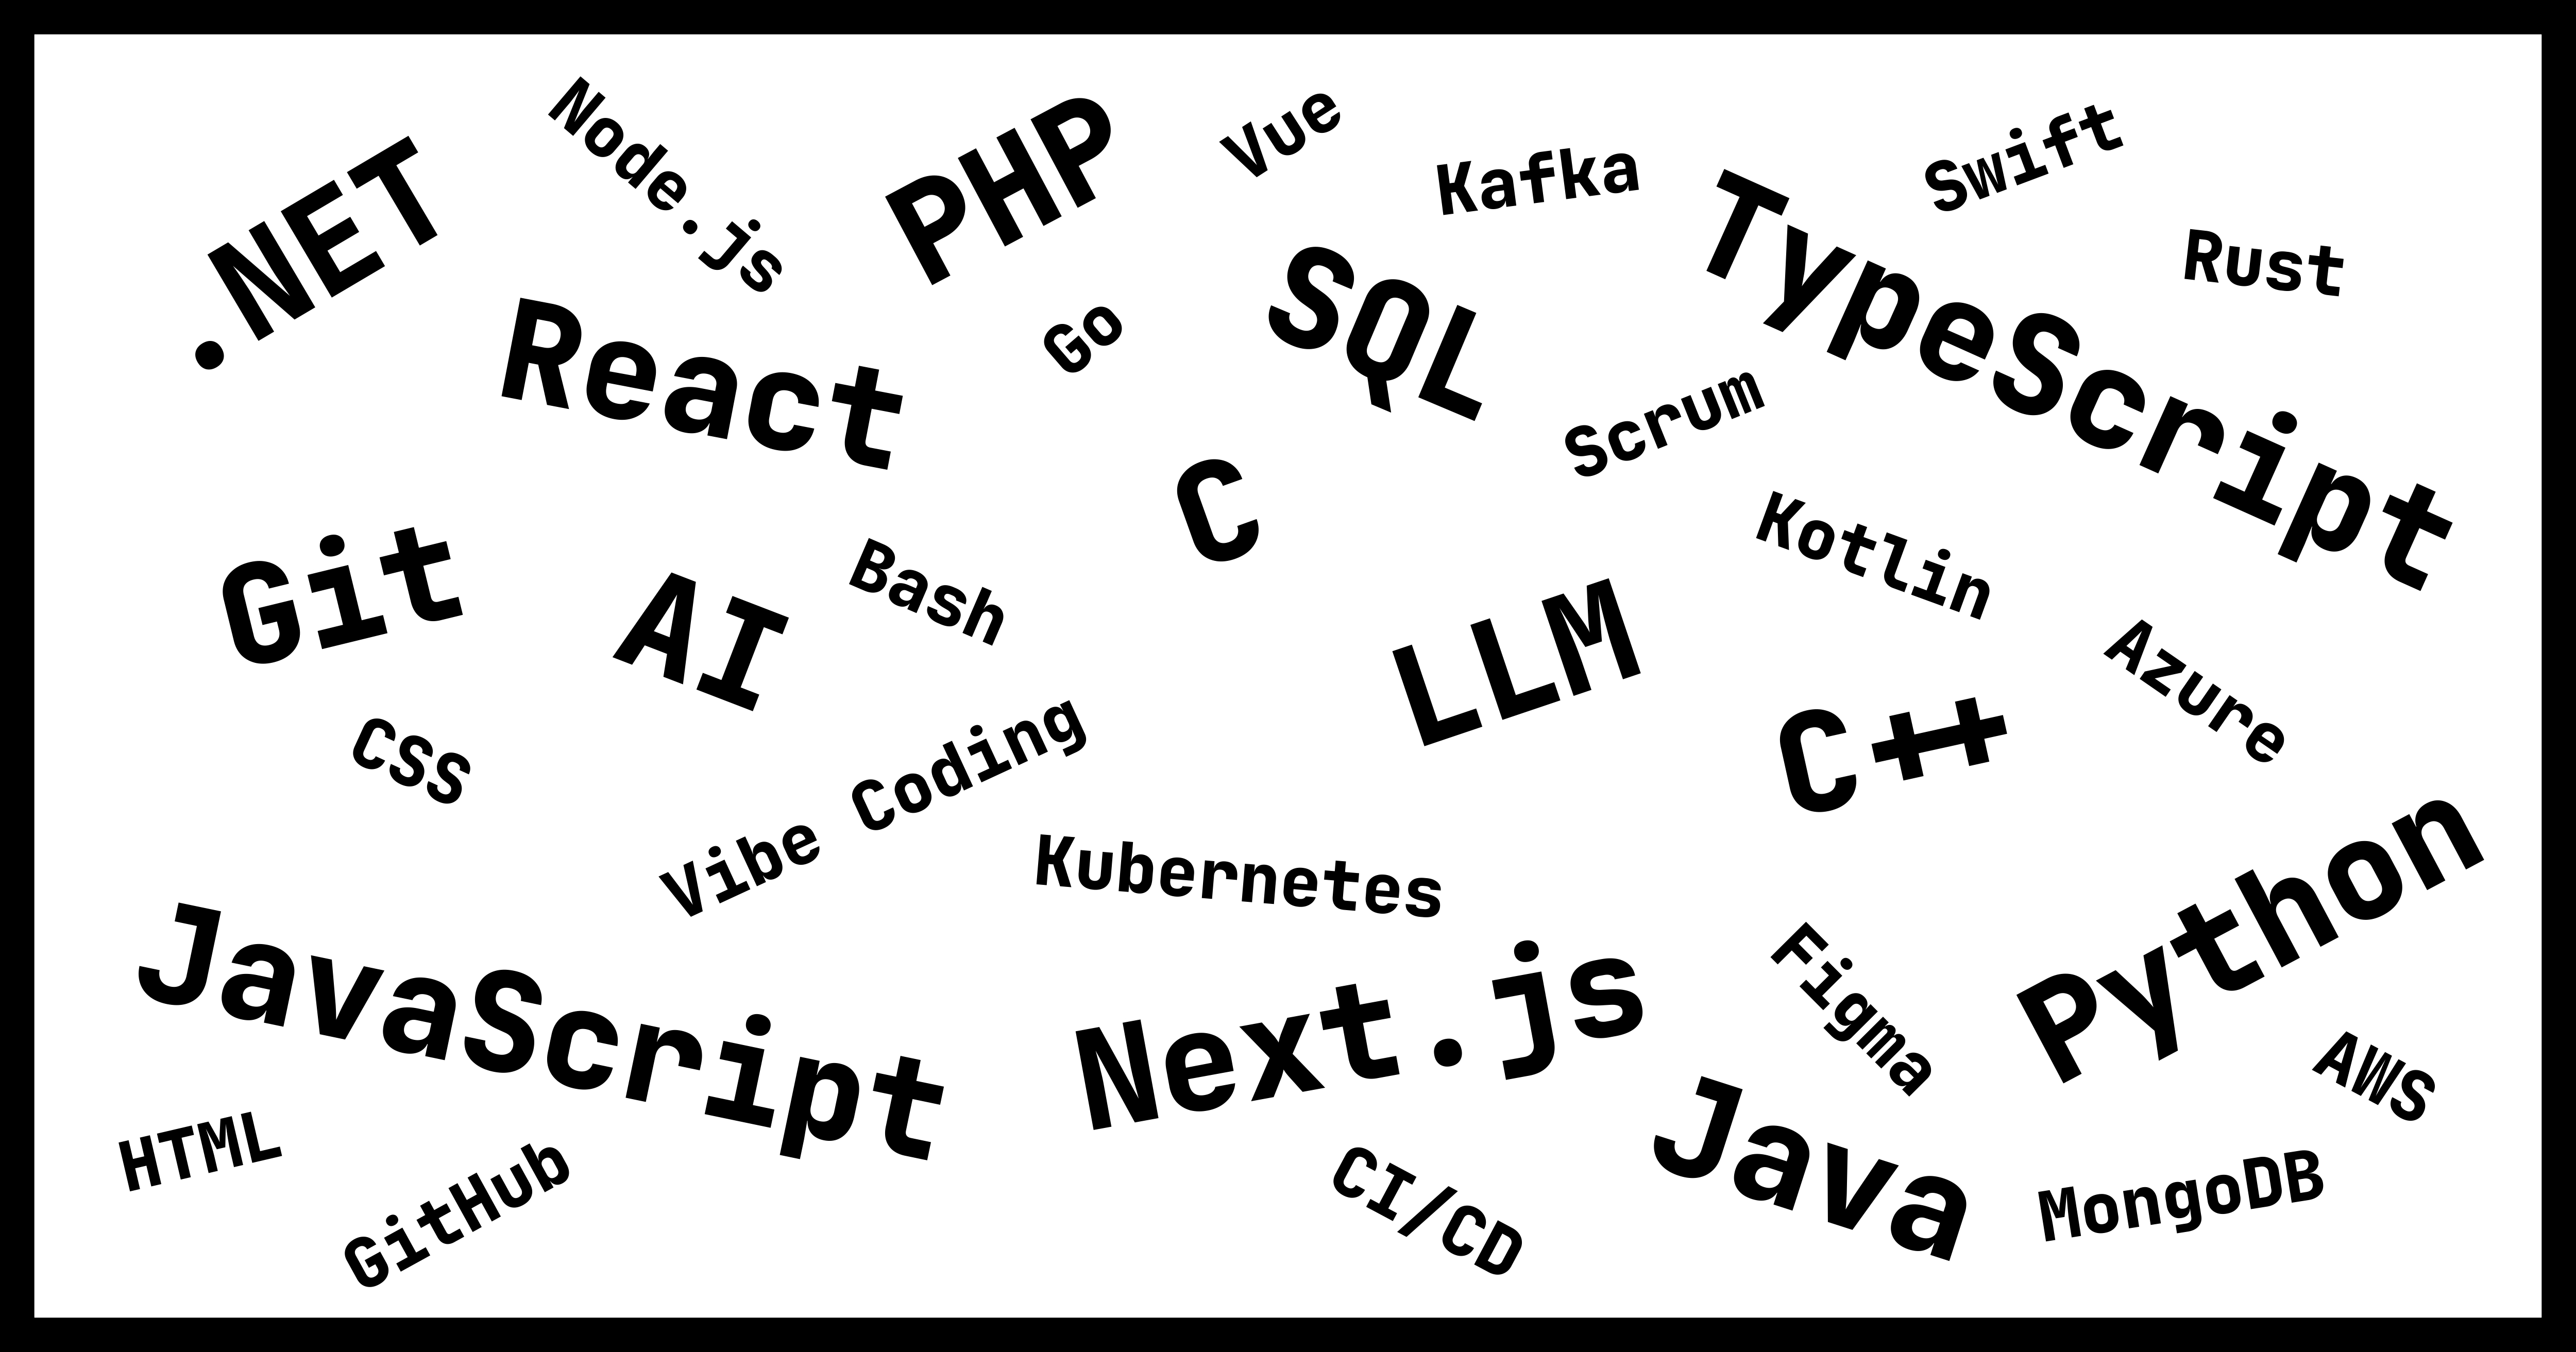 .NET
Node.js
PHP
Vue
Kafka
Swift
Rust
TypeScript
React
Go
SQL
Scrum
C
Kotlin
Git
AI
Bash
LLM
Azure
C++
CSS
Vibe Coding
Kubernetes
Python
JavaScript
Next.js
Figma
AWS
Java
HTML
GitHub
CI/CD
MongoDB